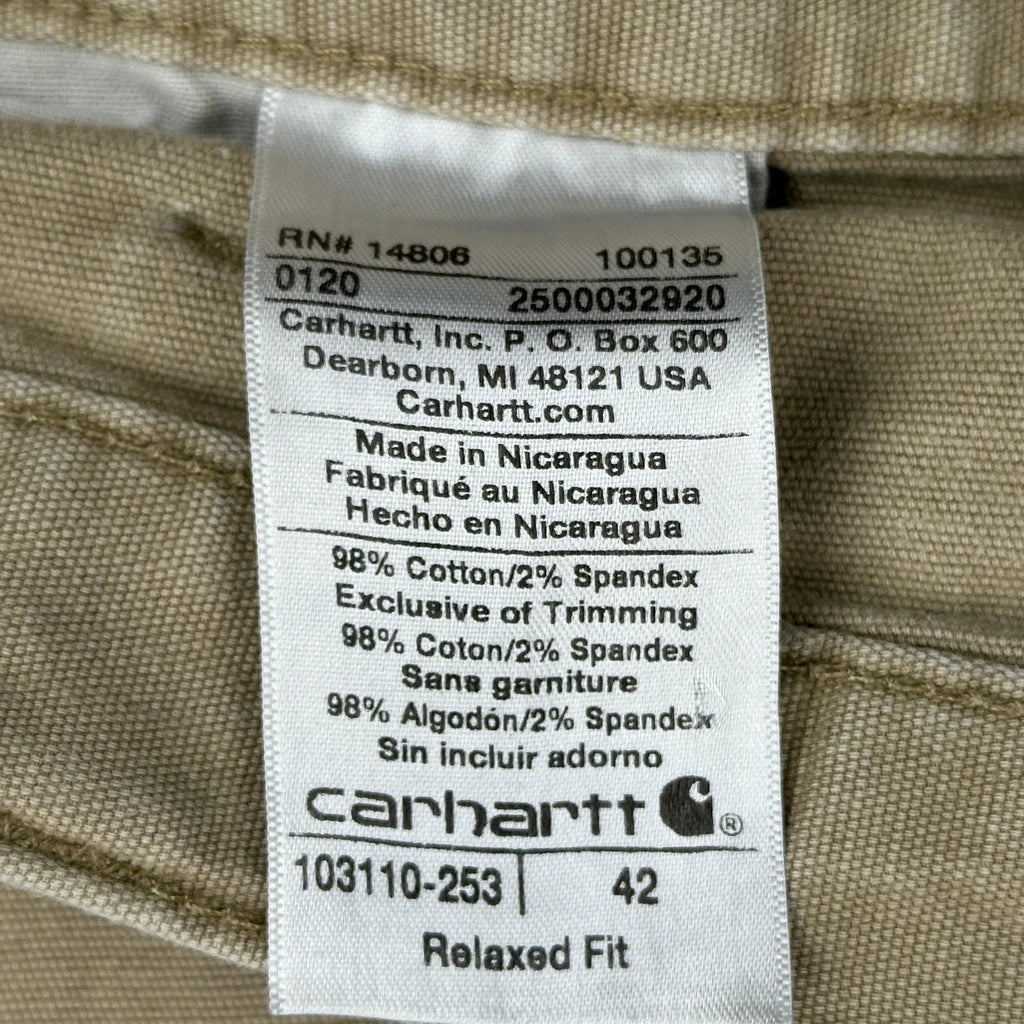 RN# 14806 100135
0120 2500032920
Carhartt, Inc. P. O. Box 600
Dearborn, MI 48121 USA
Carhartt.com
Made in Nicaragua
Fabriqué au Nicaragua
Hecho en Nicaragua
98% Cotton/2% Spandex
Exclusive of Trimming
98% Coton/2% Spandex
Sans garniture
98% Algodón/2% Spandex
Sin incluir adorno
carhartt ®
103110-253 | 42
Relaxed Fit